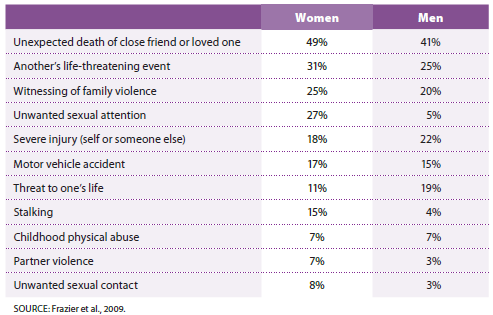 Women Men
Unexpected death of close friend or loved one 49% 41%
Another's life-threatening event 31% 25%
Witnessing of family violence 25% 20%
Unwanted sexual attention 27% 5%
Severe injury (self or someone else) 18% 22%
Motor vehicle accident 17% 15%
Threat to one's life 11% 19%
Stalking 15% 4%
Childhood physical abuse 7% 7%
Partner violence 7% 3%
Unwanted sexual contact 8% 3%
SOURCE: Frazier et al., 2009.